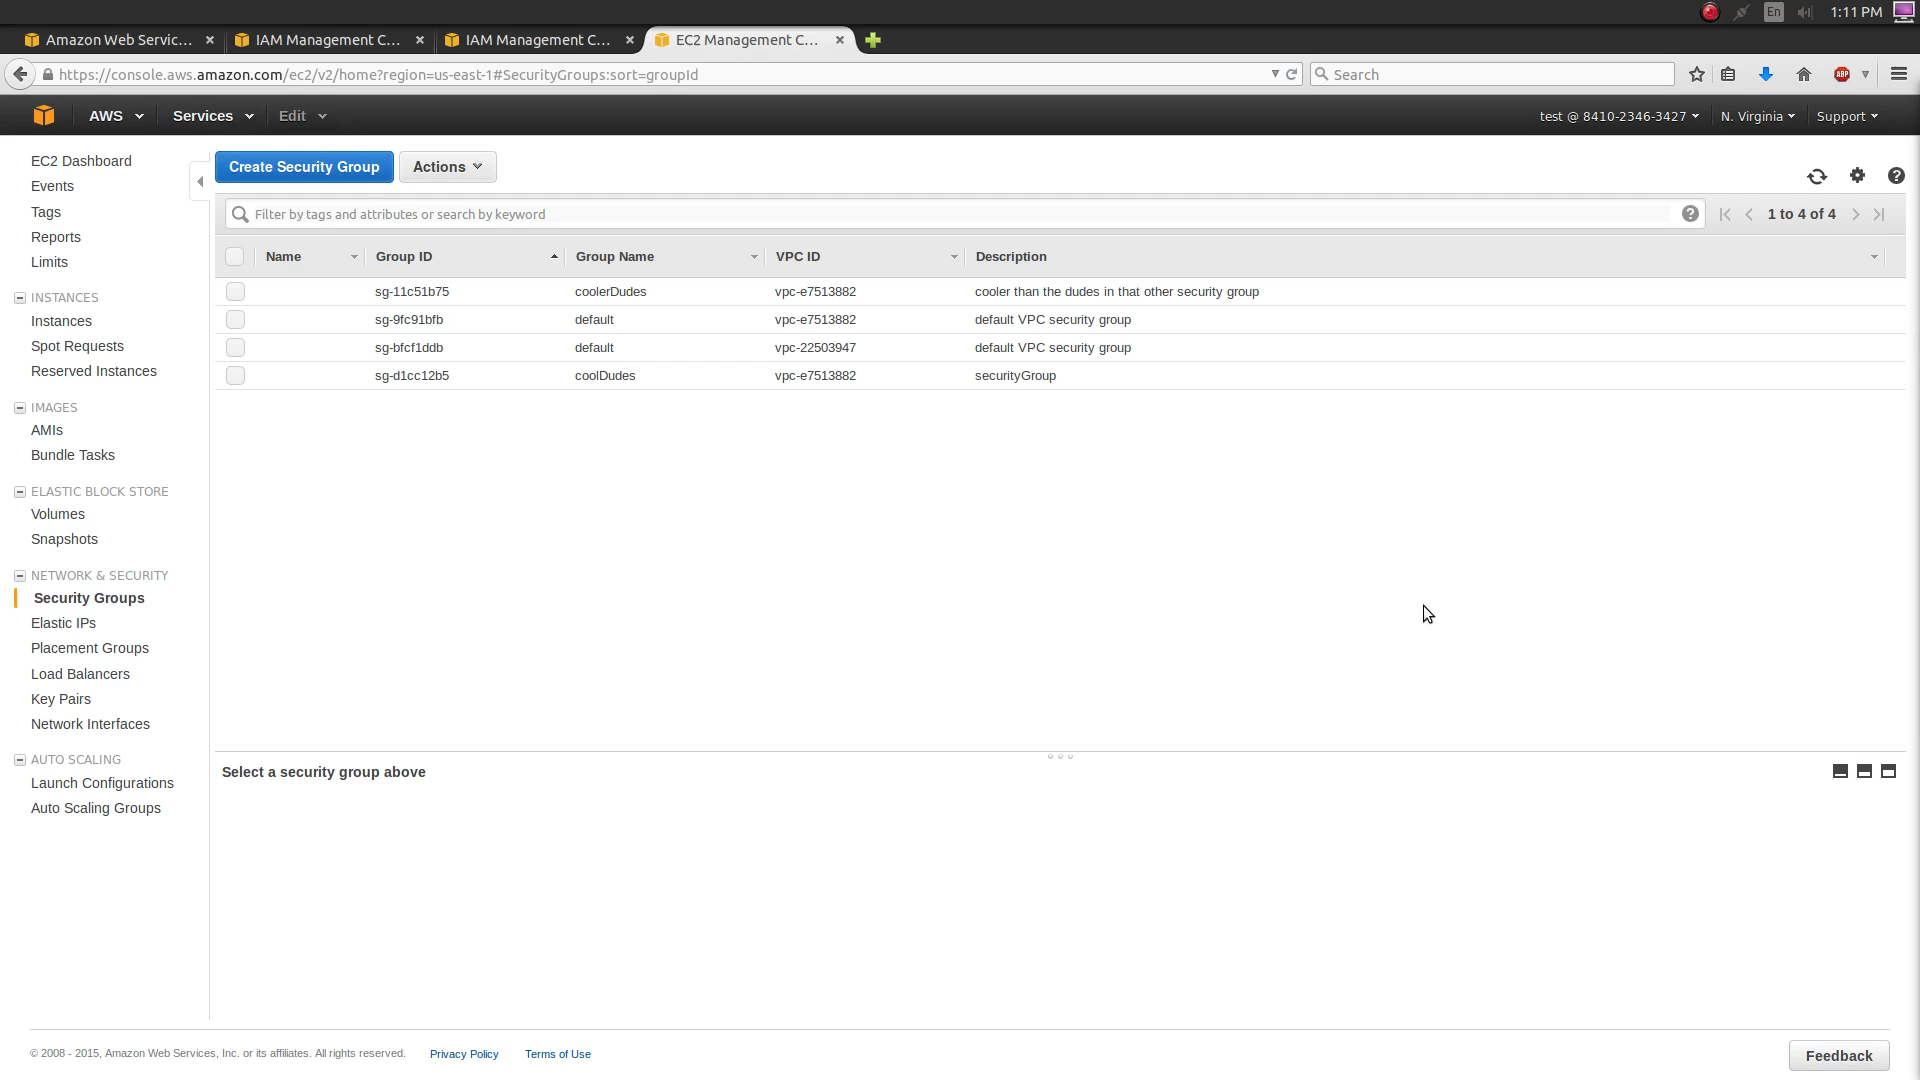 En 1:11 PM
Amazon Web Servic... IAM Management C... IAM Management C... EC2 Management C...
https://console.aws.amazon.com/ec2/v2/home?region=us-east-1#SecurityGroups:sort=groupId Search ABP
AWS Services Edit test @ 8410-2346-3427 N. Virginia Support
EC2 Dashboard
Events
Tags
Reports
Limits
INSTANCES
Instances
Spot Requests
Reserved Instances
IMAGES
AMIs
Bundle Tasks
ELASTIC BLOCK STORE
Volumes
Snapshots
NETWORK & SECURITY
Security Groups
Elastic IPs
Placement Groups
Load Balancers
Key Pairs
Network Interfaces
AUTO SCALING
Launch Configurations
Auto Scaling Groups
Create Security Group Actions
Filter by tags and attributes or search by keyword 1 to 4 of 4
Name Group ID Group Name VPC ID Description
sg-11c51b75 coolerDudes vpc-e7513882 cooler than the dudes in that other security group
sg-9fc91bfb default vpc-e7513882 default VPC security group
sg-bfcf1ddb default vpc-22503947 default VPC security group
sg-d1cc12b5 coolDudes vpc-e7513882 securityGroup
Select a security group above
© 2008 - 2015, Amazon Web Services, Inc. or its affiliates. All rights reserved. Privacy Policy Terms of Use Feedback